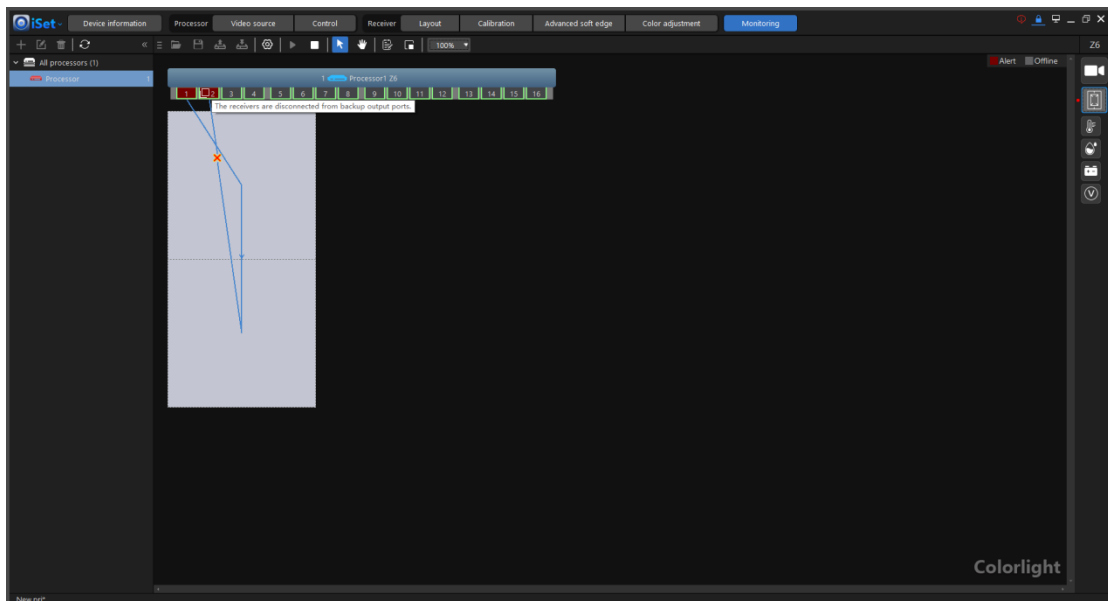 iSet Device information Processor Video source Control Receiver Layout Calibration Advanced soft edge Color adjustment Monitoring
100% Z6
All processors (1) Alert Offline
Processor 1
1 Processor1 Z6
1 2 3 4 5 6 7 8 9 10 11 12 13 14 15 16
The receivers are disconnected from backup output ports.
V
Colorlight
New prj*